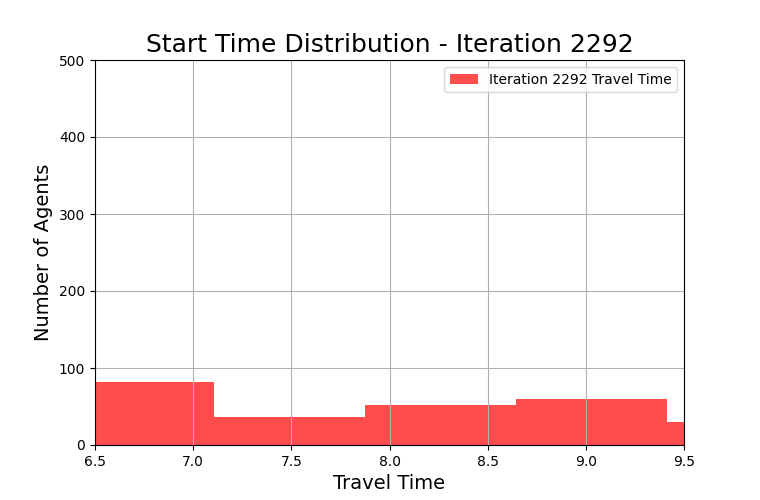 Start Time Distribution - Iteration 2292
Iteration 2292 Travel Time
Number of Agents
500
400
300
200
100
0
6.5 7.0 7.5 8.0 8.5 9.0 9.5
Travel Time